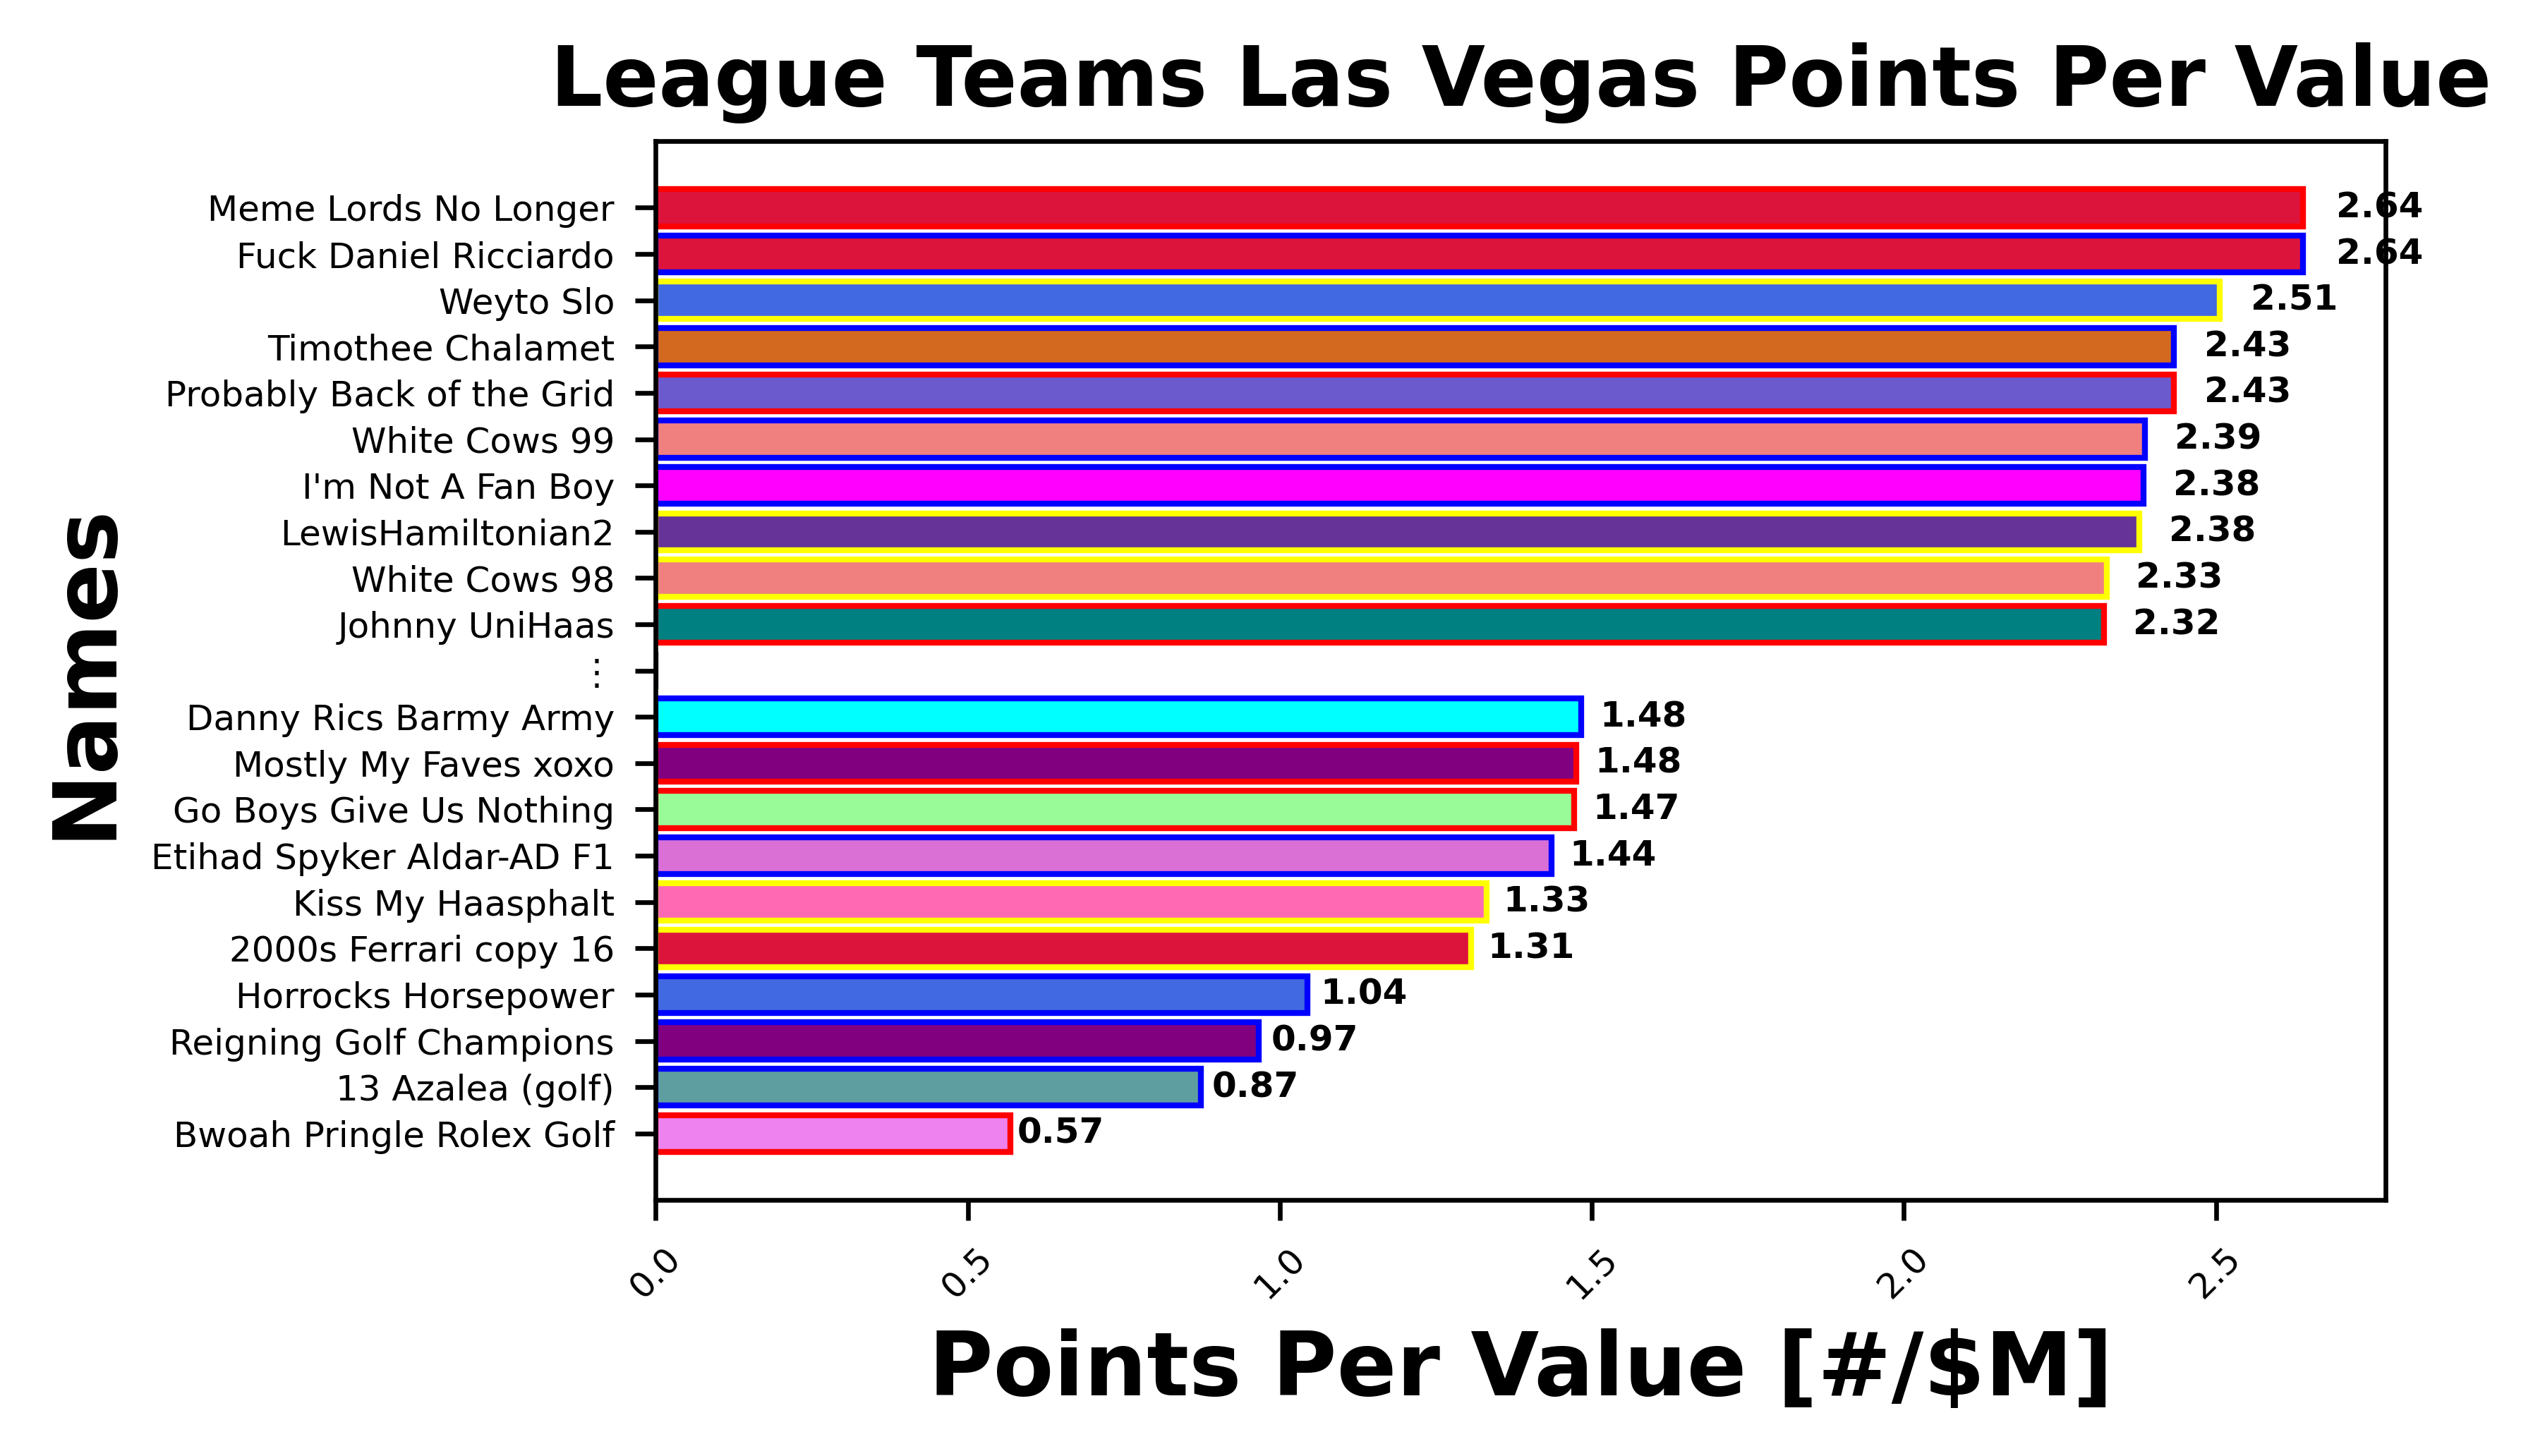 League Teams Las Vegas Points Per Value
Names
Meme Lords No Longer 2.64
Fuck Daniel Ricciardo 2.64
Weyto Slo 2.51
Timothee Chalamet 2.43
Probably Back of the Grid 2.43
White Cows 99 2.39
I'm Not A Fan Boy 2.38
LewisHamiltonian2 2.38
White Cows 98 2.33
Johnny UniHaas 2.32
⋮
Danny Rics Barmy Army 1.48
Mostly My Faves xoxo 1.48
Go Boys Give Us Nothing 1.47
Etihad Spyker Aldar-AD F1 1.44
Kiss My Haasphalt 1.33
2000s Ferrari copy 16 1.31
Horrocks Horsepower 1.04
Reigning Golf Champions 0.97
13 Azalea (golf) 0.87
Bwoah Pringle Rolex Golf 0.57
0.0 0.5 1.0 1.5 2.0 2.5
Points Per Value [#/$M]